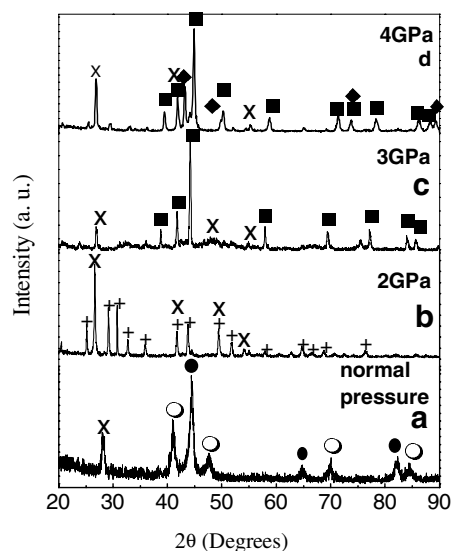 4GPa
d
3GPa
c
2GPa
b
normal
pressure
a
X
X
X
X
X
X
X
X
X
X
X
X
+ + + + + + + + + + + + + +
Intensity (a. u.)
20 30 40 50 60 70 80 90
2θ (Degrees)